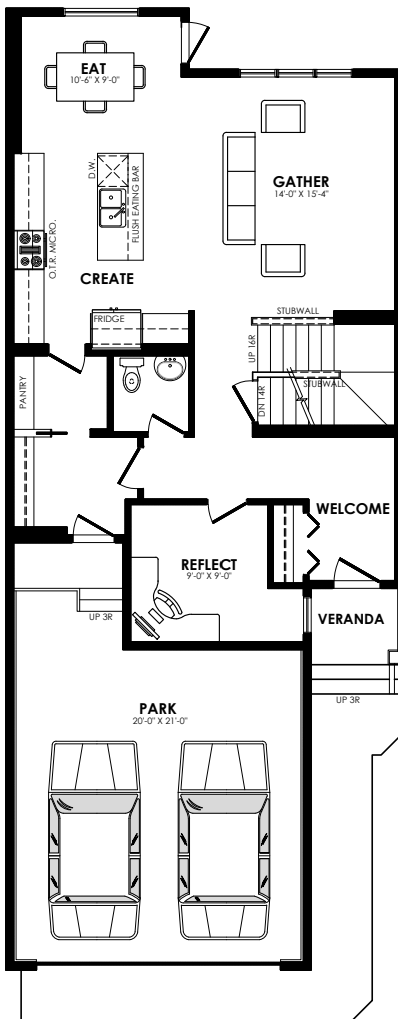 EAT
10'-6" X 9'-0"
D.W.
FLUSH EATING BAR
GATHER
14'-0" X 15'-4"
O.T.R. MICRO.
CREATE
FRIDGE
STUBWALL
UP 16R
PANTRY
DN 14R
STUBWALL
WELCOME
REFLECT
9'-0" X 9'-0"
UP 3R
VERANDA
UP 3R
PARK
20'-0" X 21'-0"